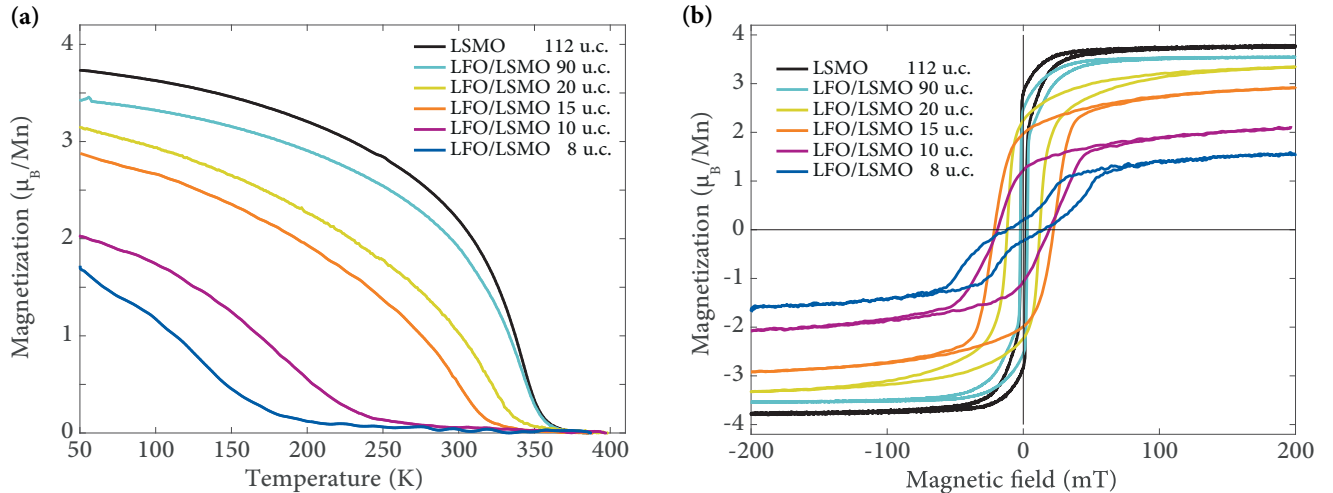 (a)
Magnetization (μB/Mn)
4
3
2
1
0
LSMO 112 u.c.
LFO/LSMO 90 u.c.
LFO/LSMO 20 u.c.
LFO/LSMO 15 u.c.
LFO/LSMO 10 u.c.
LFO/LSMO 8 u.c.
50 100 150 200 250 300 350 400
Temperature (K)
(b)
Magnetization (μB/Mn)
4
3
2
1
0
-1
-2
-3
-4
LSMO 112 u.c.
LFO/LSMO 90 u.c.
LFO/LSMO 20 u.c.
LFO/LSMO 15 u.c.
LFO/LSMO 10 u.c.
LFO/LSMO 8 u.c.
-200 -100 0 100 200
Magnetic field (mT)